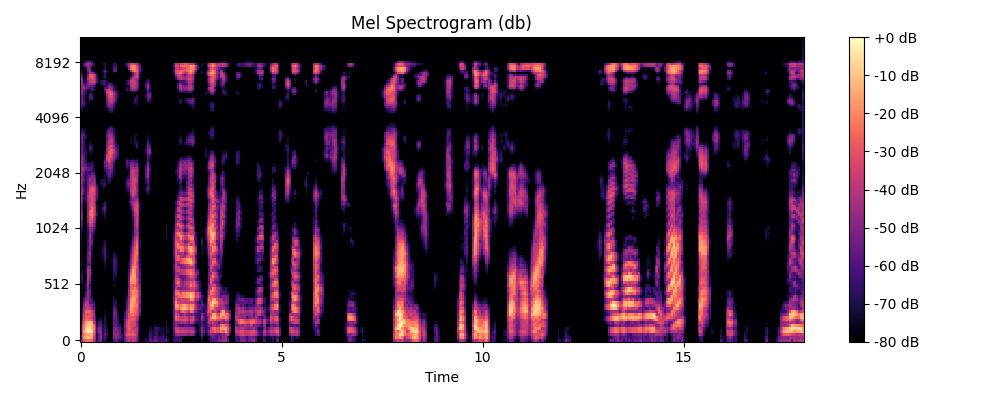 Mel Spectrogram (db)
Hz
8192
4096
2048
1024
512
0
0 5 10 15
Time
+0 dB
-10 dB
-20 dB
-30 dB
-40 dB
-50 dB
-60 dB
-70 dB
-80 dB